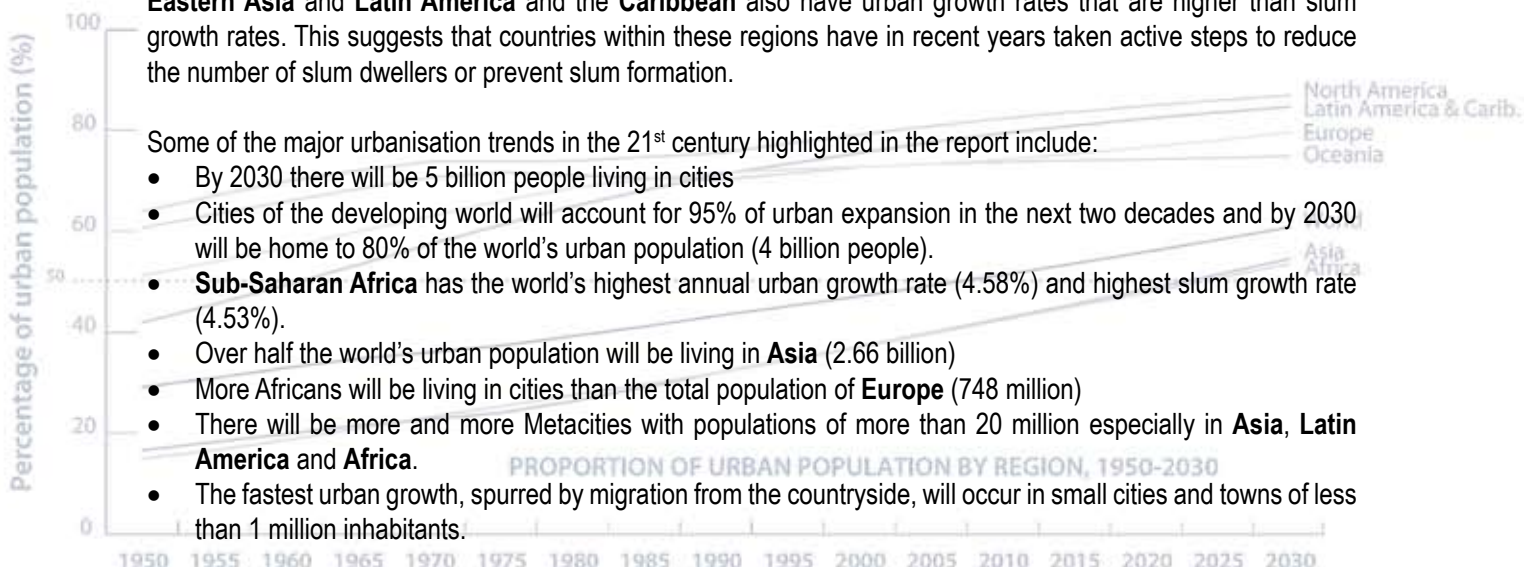 Eastern Asia and Latin America and the Caribbean also have urban growth rates that are higher than slum
growth rates. This suggests that countries within these regions have in recent years taken active steps to reduce
the number of slum dwellers or prevent slum formation.
Some of the major urbanisation trends in the 21st century highlighted in the report include:
• By 2030 there will be 5 billion people living in cities
• Cities of the developing world will account for 95% of urban expansion in the next two decades and by 2030
will be home to 80% of the world's urban population (4 billion people).
• Sub-Saharan Africa has the world's highest annual urban growth rate (4.58%) and highest slum growth rate
(4.53%).
• Over half the world's urban population will be living in Asia (2.66 billion)
• More Africans will be living in cities than the total population of Europe (748 million)
• There will be more and more Metacities with populations of more than 20 million especially in Asia, Latin
America and Africa.
• The fastest urban growth, spurred by migration from the countryside, will occur in small cities and towns of less
than 1 million inhabitants.
PROPORTION OF URBAN POPULATION BY REGION, 1950-2030
Percentage of urban population (%)
100
80
60
50
40
20
0
North America
Latin America & Carib.
Europe
Oceania
World
Asia
Africa
1950 1955 1960 1965 1970 1975 1980 1985 1990 1995 2000 2005 2010 2015 2020 2025 2030